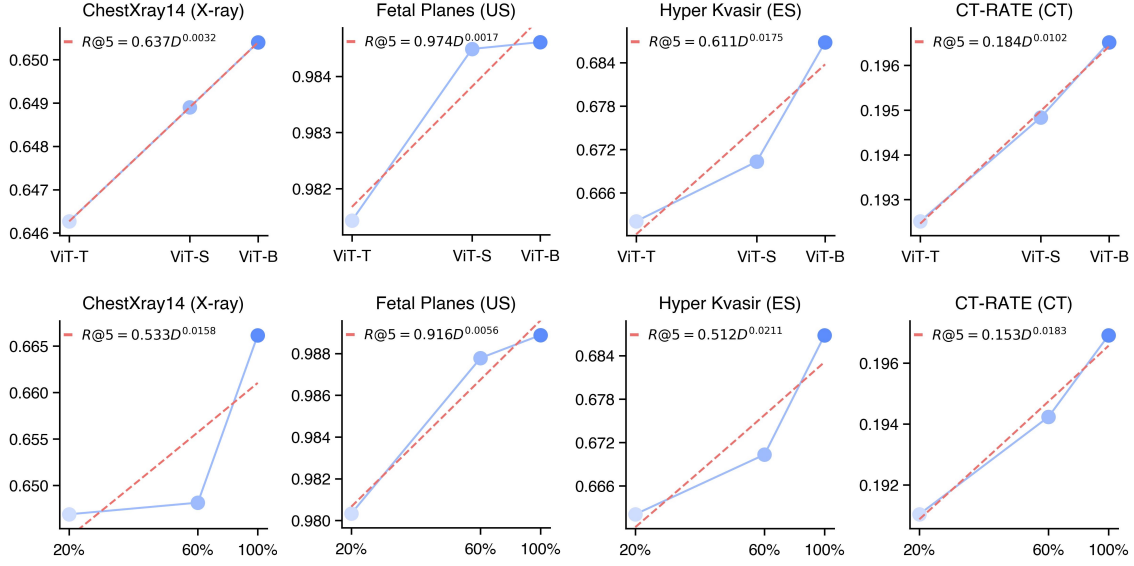 ChestXray14 (X-ray)
R@5 = 0.637D^0.0032
0.650
0.649
0.648
0.647
0.646
ViT-T
ViT-S
ViT-B
Fetal Planes (US)
R@5 = 0.974D^0.0017
0.984
0.983
0.982
ViT-T
ViT-S
ViT-B
Hyper Kvasir (ES)
R@5 = 0.611D^0.0175
0.684
0.678
0.672
0.666
ViT-T
ViT-S
ViT-B
CT-RATE (CT)
R@5 = 0.184D^0.0102
0.196
0.195
0.194
0.193
ViT-T
ViT-S
ViT-B
ChestXray14 (X-ray)
R@5 = 0.533D^0.0158
0.665
0.660
0.655
0.650
20%
60%
100%
Fetal Planes (US)
R@5 = 0.916D^0.0056
0.988
0.986
0.984
0.982
0.980
20%
60%
100%
Hyper Kvasir (ES)
R@5 = 0.512D^0.0211
0.684
0.678
0.672
0.666
20%
60%
100%
CT-RATE (CT)
R@5 = 0.153D^0.0183
0.196
0.194
0.192
20%
60%
100%